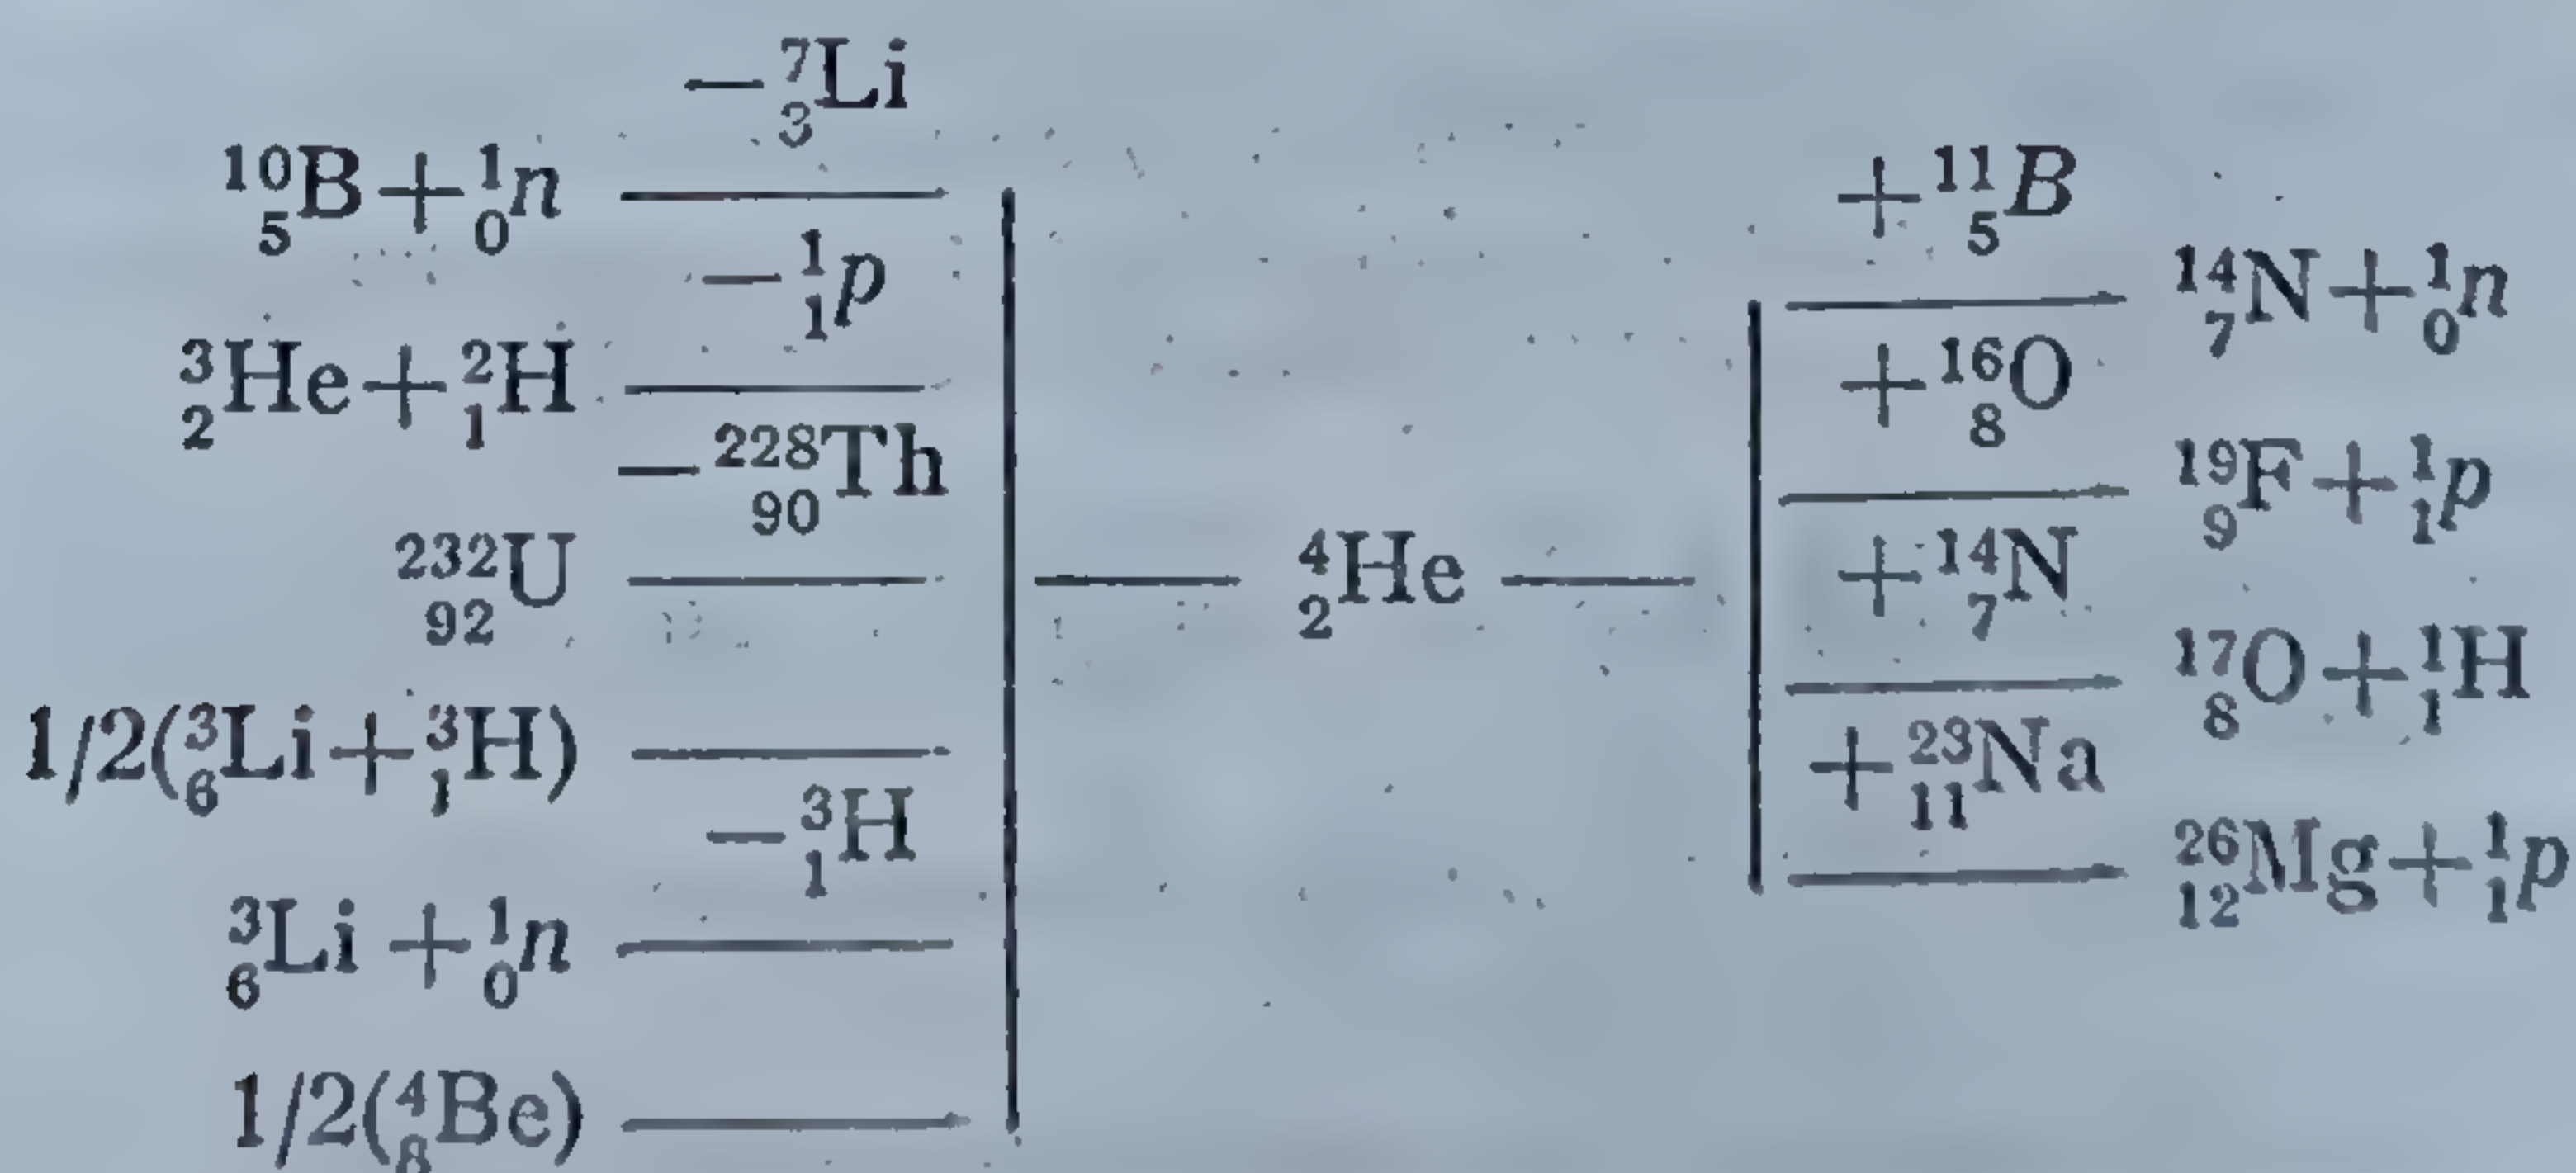 −⁷₃Li
¹⁰₅B+¹₀n
+¹¹₅B
−¹₁p
¹⁴₇N+¹₀n
³₂He+²₁H
+¹⁶₈O
−²²⁸₉₀Th
¹⁹₉F+¹₁p
²³²₉₂U
⁴₂He
+¹⁴₇N
¹⁷₈O+¹₁H
1/2(³₆Li+³₁H)
+²³₁₁Na
−³₁H
²⁶₁₂Mg+¹₁p
³₆Li+¹₀n
1/2(⁴₈Be)